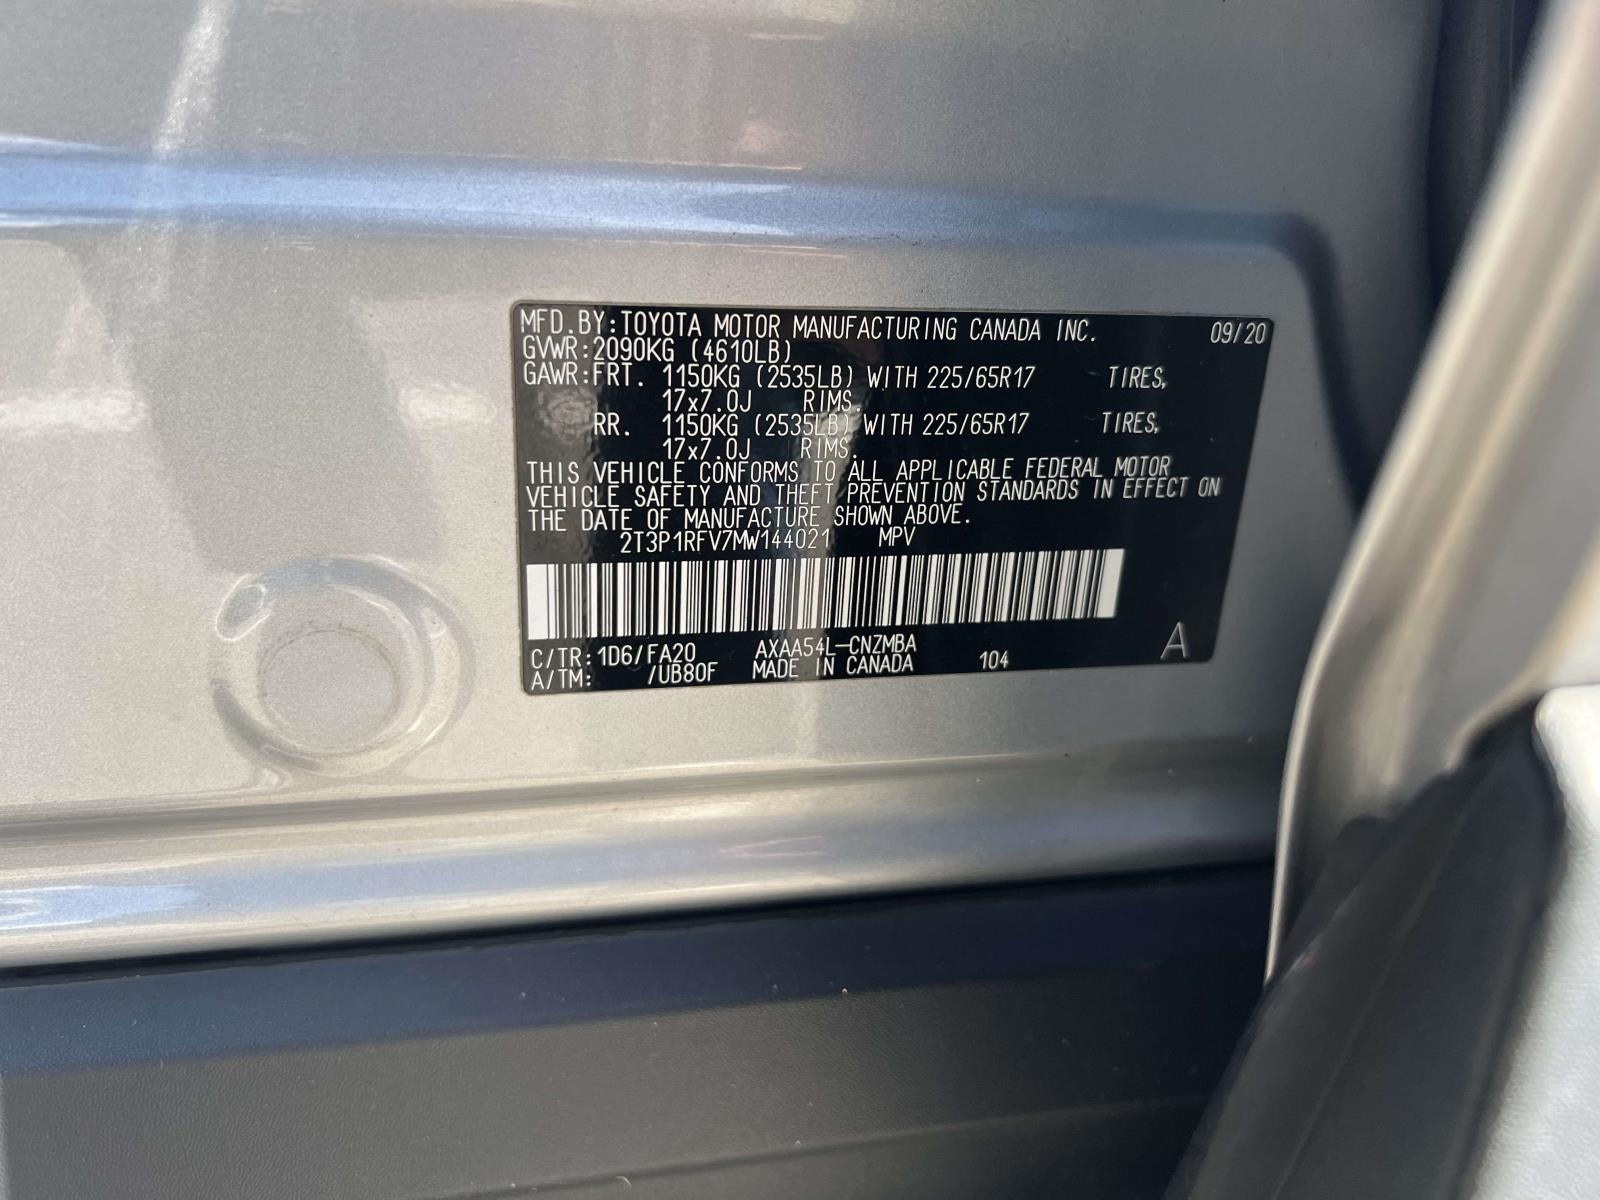 MFD.BY:TOYOTA MOTOR MANUFACTURING CANADA INC. 09/20
GVWR:2090KG (4610LB)
GAWR:FRT. 1150KG (2535LB) WITH 225/65R17 TIRES,
17x7.0J RIMS.
RR. 1150KG (2535LB) WITH 225/65R17 TIRES,
17x7.0J RIMS.
THIS VEHICLE CONFORMS TO ALL APPLICABLE FEDERAL MOTOR
VEHICLE SAFETY AND THEFT PREVENTION STANDARDS IN EFFECT ON
THE DATE OF MANUFACTURE SHOWN ABOVE.
2T3P1RFV7MW144021 MPV
C/TR:1D6/FA20 AXAA54L-CNZMBA 104 A
A/TM: /UB80F MADE IN CANADA